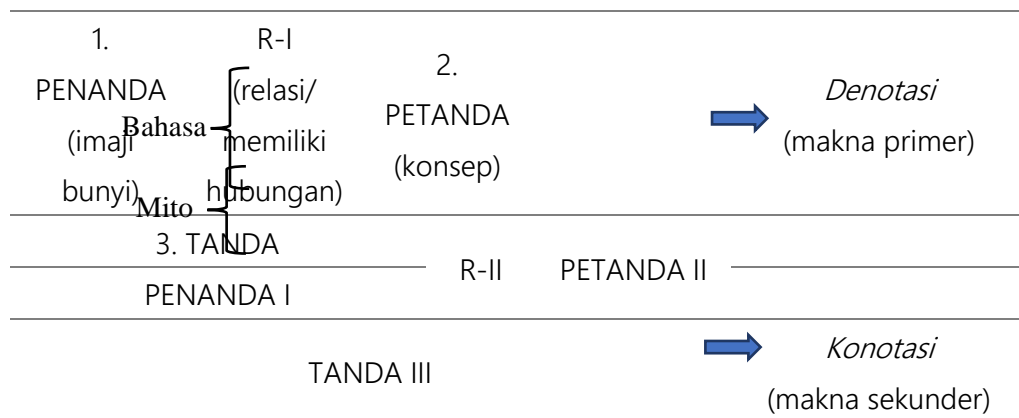 1.
PENANDA
(imaji
bunyi)
R-I
(relasi/
memiliki
hubungan)
Bahasa
Mito
2.
PETANDA
(konsep)
Denotasi
(makna primer)
3. TANDA
PENANDA I
R-II
PETANDA II
TANDA III
Konotasi
(makna sekunder)